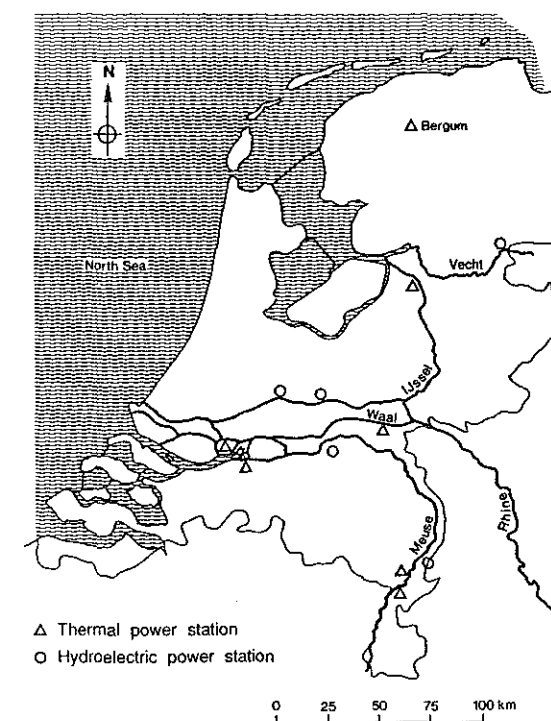 N
Bergum
North Sea
Vecht
IJssel
Waal
Rhine
Meuse
Thermal power station
Hydroelectric power station
0 25 50 75 100 km